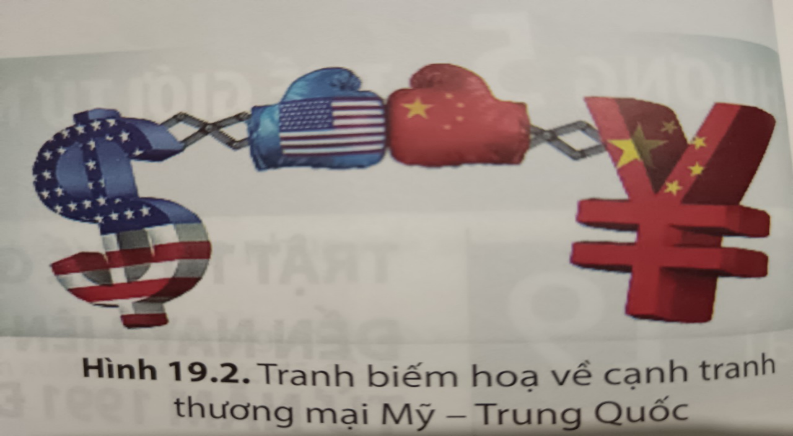 Hình 19.2. Tranh biếm hoạ về cạnh tranh
thương mại Mỹ – Trung Quốc